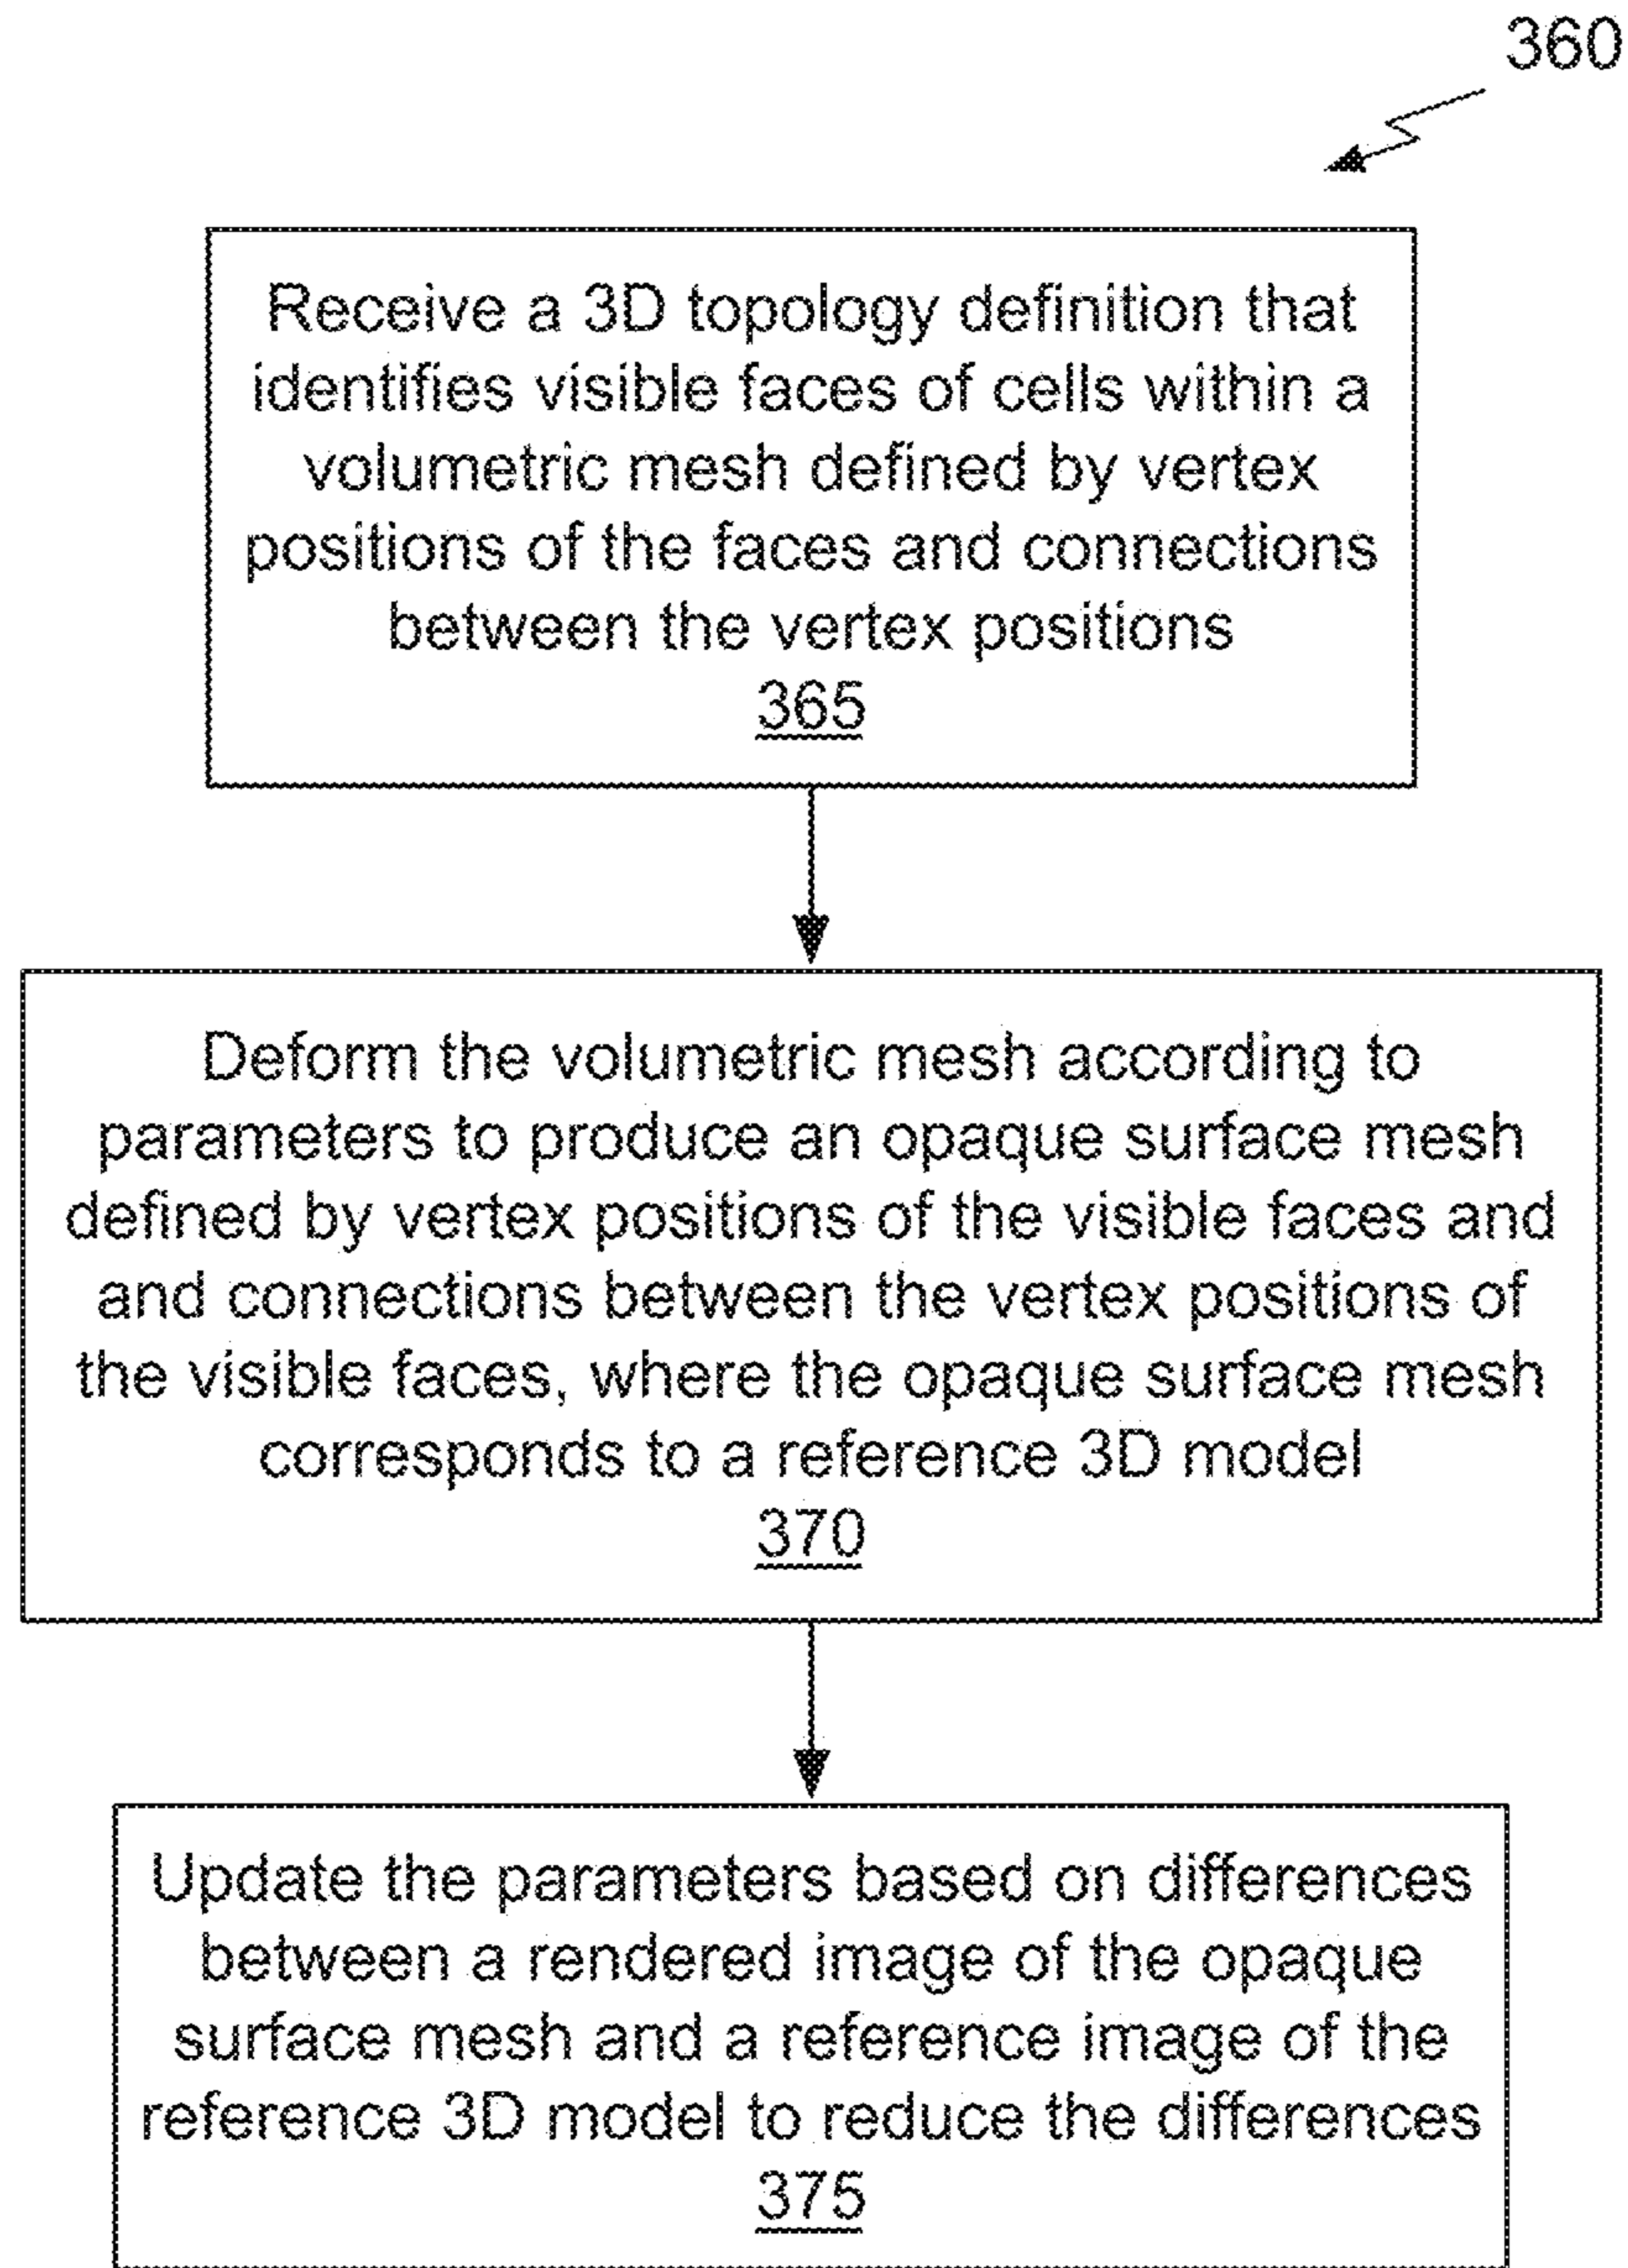 360
Receive a 3D topology definition that
identifies visible faces of cells within a
volumetric mesh defined by vertex
positions of the faces and connections
between the vertex positions
365
Deform the volumetric mesh according to
parameters to produce an opaque surface mesh
defined by vertex positions of the visible faces and
and connections between the vertex positions of
the visible faces, where the opaque surface mesh
corresponds to a reference 3D model
370
Update the parameters based on differences
between a rendered image of the opaque
surface mesh and a reference image of the
reference 3D model to reduce the differences
375